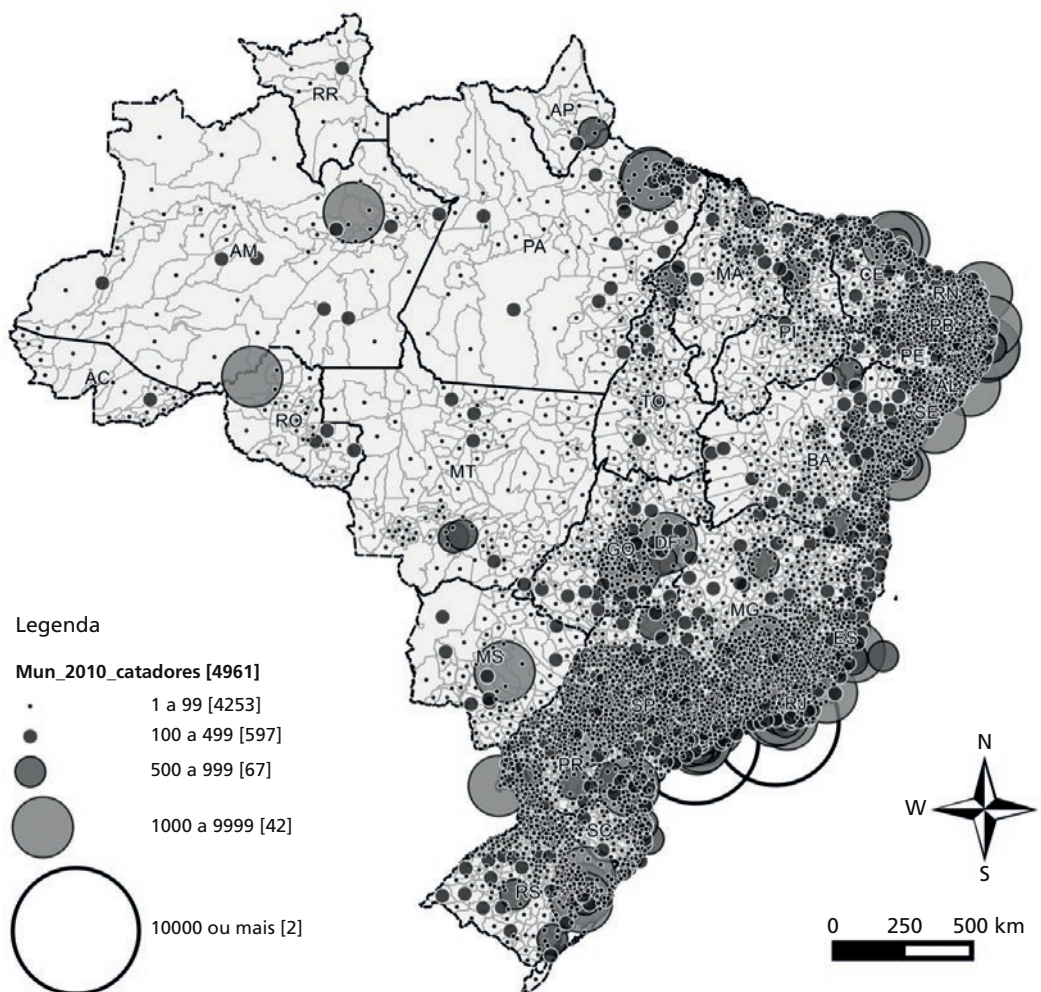 RR
AP
AM
PA
MA
CE
RN
PB
PI
PE
AC
AL
TO
SE
RO
BA
MT
GO
DF
MG
ES
MS
SP
RJ
PR
SC
RS
Legenda
Mun_2010_catadores [4961]
1 a 99 [4253]
100 a 499 [597]
500 a 999 [67]
1000 a 9999 [42]
10000 ou mais [2]
N
W
S
0 250 500 km